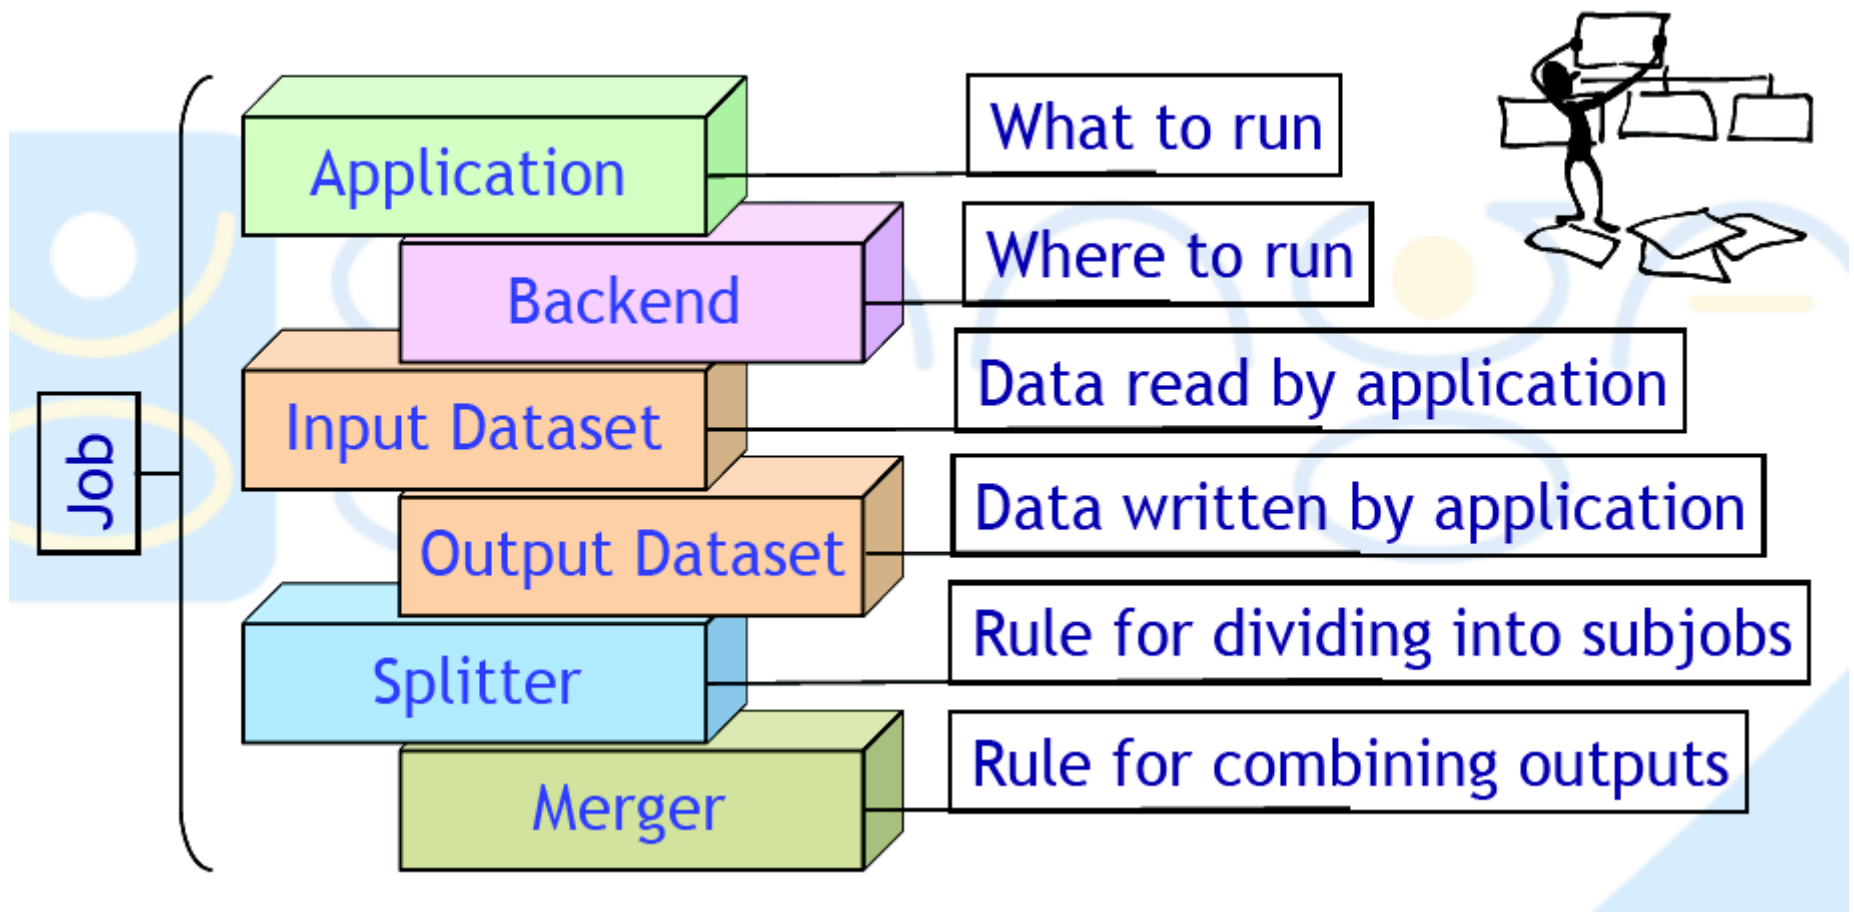 Job
Application
What to run
Backend
Where to run
Input Dataset
Data read by application
Output Dataset
Data written by application
Splitter
Rule for dividing into subjobs
Merger
Rule for combining outputs